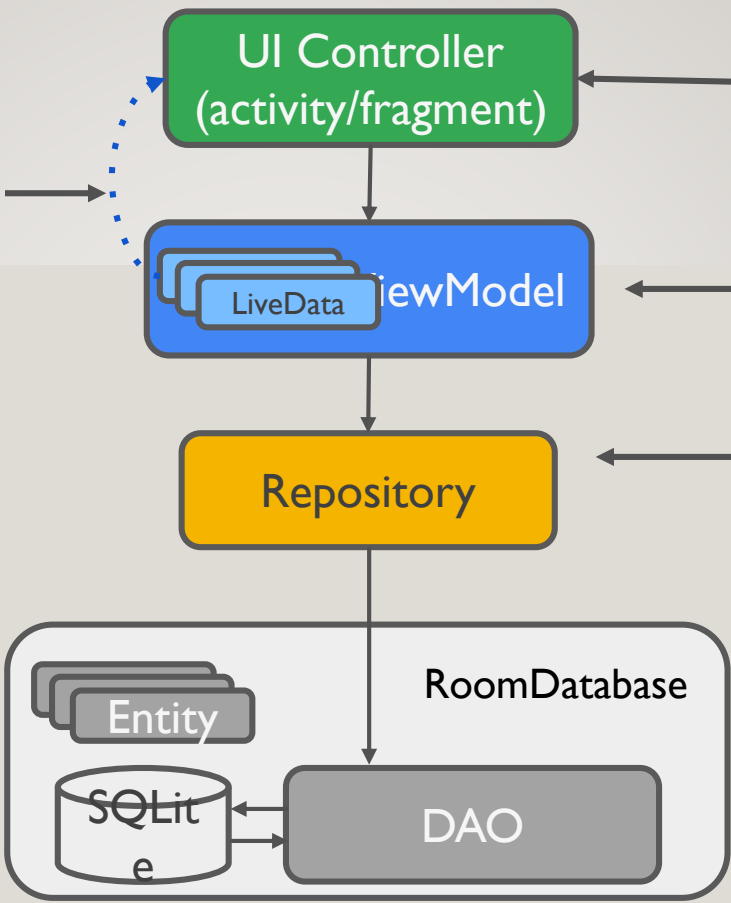 UI Controller
(activity/fragment)
iewModel
LiveData
Repository
RoomDatabase
Entity
SQLit
e
DAO